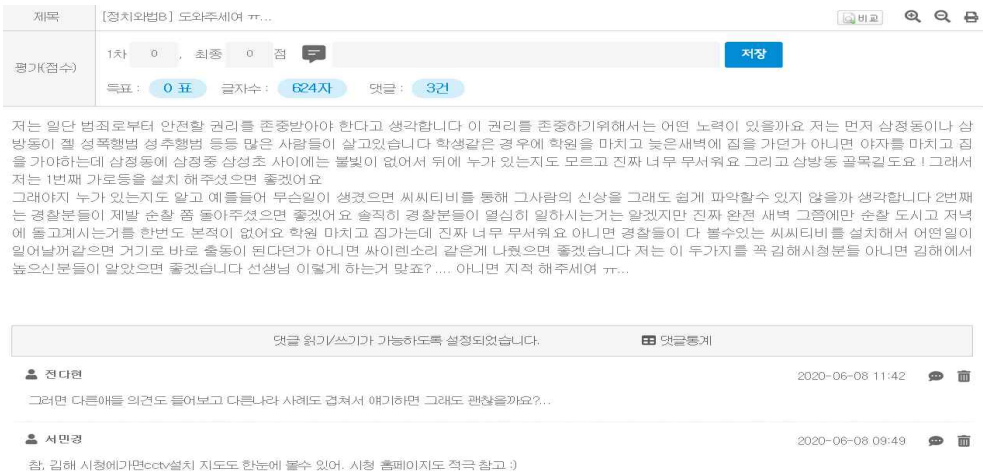 제목 [정치와법B] 도와주세여 ㅠ... 비교
평가(점수) 1차 0 , 최종 0 점 저장
득표 : 0 표 글자수 : 624자 댓글 : 3건
저는 일단 범죄로부터 안전할 권리를 존중받아야 한다고 생각합니다 이 권리를 존중하기위해서는 어떤 노력이 있을까요 저는 먼저 삼정동이나 삼
방동이 젤 성폭행범 성추행범 등등 많은 사람들이 살고있습니다 학생같은 경우에 학원을 마치고 늦은새벽에 집을 가던가 아니면 야자를 마치고 집
을 가야하는데 삼정동에 삼정중 삼성초 사이에는 불빛이 없어서 뒤에 누가 있는지도 모르고 진짜 너무 무서워요 그리고 삼방동 골목길도요 ! 그래서
저는 1번째 가로등을 설치 해주셨으면 좋겠어요
그래야지 누가 있는지도 알고 예를들어 무슨일이 생겼으면 씨씨티비를 통해 그사람의 신상을 그래도 쉽게 파악할수 있지 않을까 생각합니다 2번째
는 경찰분들이 제발 순찰 쫌 돌아주셨으면 좋겠어요 솔직히 경찰분들이 열심히 일하시는거는 알겠지만 진짜 완전 새벽 그쯤에만 순찰 도시고 저녁
에 돌고계시는거를 한번도 본적이 없어요 학원 마치고 집가는데 진짜 너무 무서워요 아니면 경찰들이 다 볼수있는 씨씨티비를 설치해서 어떤일이
일어날꺼같으면 거기로 바로 출동이 된다던가 아니면 싸이렌소리 같은게 나웠으면 좋겠습니다 저는 이 두가지를 꼭 김해시청분들 아니면 김해에서
높으신분들이 알았으면 좋겠습니다 선생님 이렇게 하는거 맞죠? .... 아니면 지적 해주세여 ㅠ...
댓글 읽기/쓰기가 가능하도록 설정되었습니다. 댓글통계
전다현 2020-06-08 11:42
그러면 다른애들 의견도 들어보고 다른나라 사례도 겹쳐서 얘기하면 그래도 괜찮을까요?...
서민경 2020-06-08 09:49
참, 김해 시청에가면cctv설치 지도도 한눈에 볼수 있어. 시청 홈페이지도 적극 참고 :)